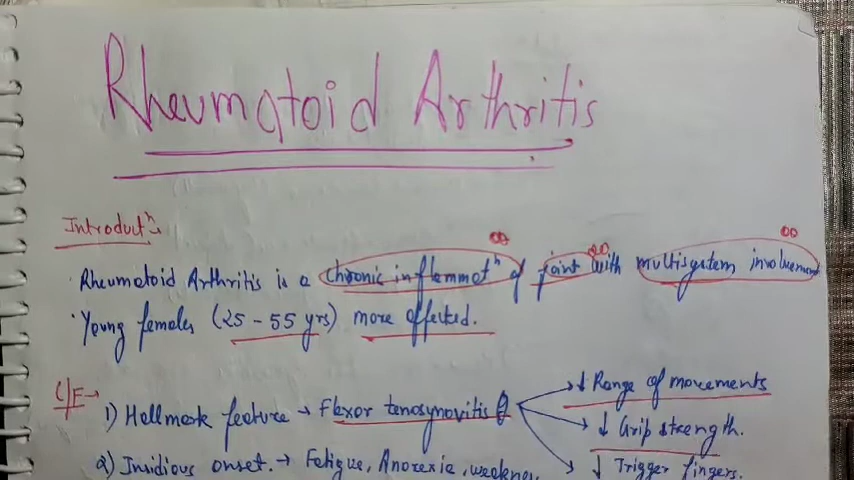 Rheumatoid Arthritis
Introductⁿ:-
· Rheumatoid Arthritis is a chronic inflammatⁿ of joint with multisystem involvement
· Young females (25-55 yrs) more affected.
C/F →
1) Hallmark feature → Flexor tenosynovitis → ↓ Range of movements
↓ Grip strength.
2) Insidious onset. → Fatigue, Anorexia, weakness,
↓ Trigger fingers.